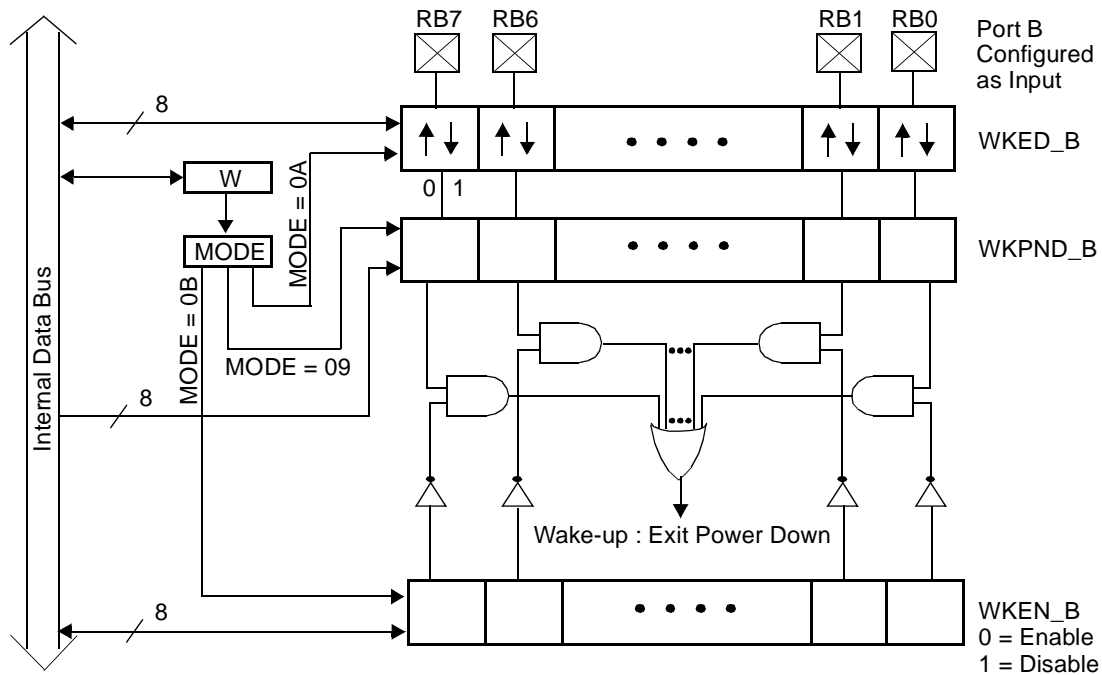 RB7
RB6
RB1
RB0
Port B
Configured
as Input
8
WKED_B
W
0 1
MODE
MODE = 0A
WKPND_B
Internal Data Bus
MODE = 0B
MODE = 09
8
Wake-up : Exit Power Down
8
WKEN_B
0 = Enable
1 = Disable